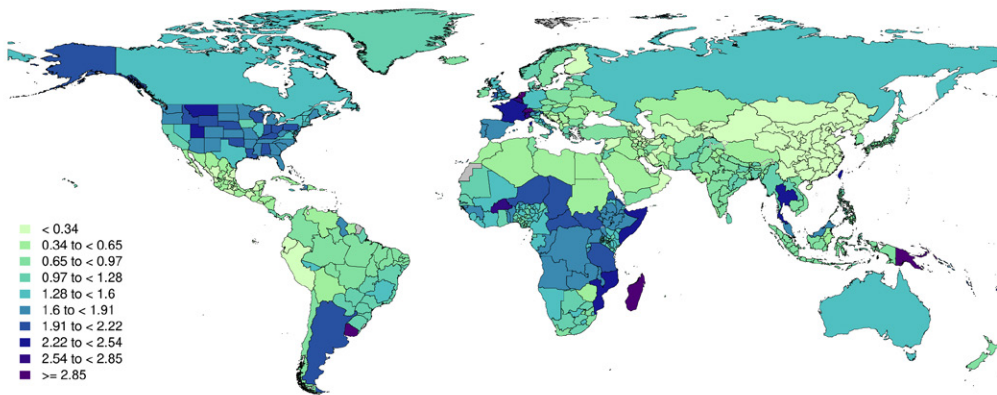 < 0.34
0.34 to < 0.65
0.65 to < 0.97
0.97 to < 1.28
1.28 to < 1.6
1.6 to < 1.91
1.91 to < 2.22
2.22 to < 2.54
2.54 to < 2.85
>= 2.85